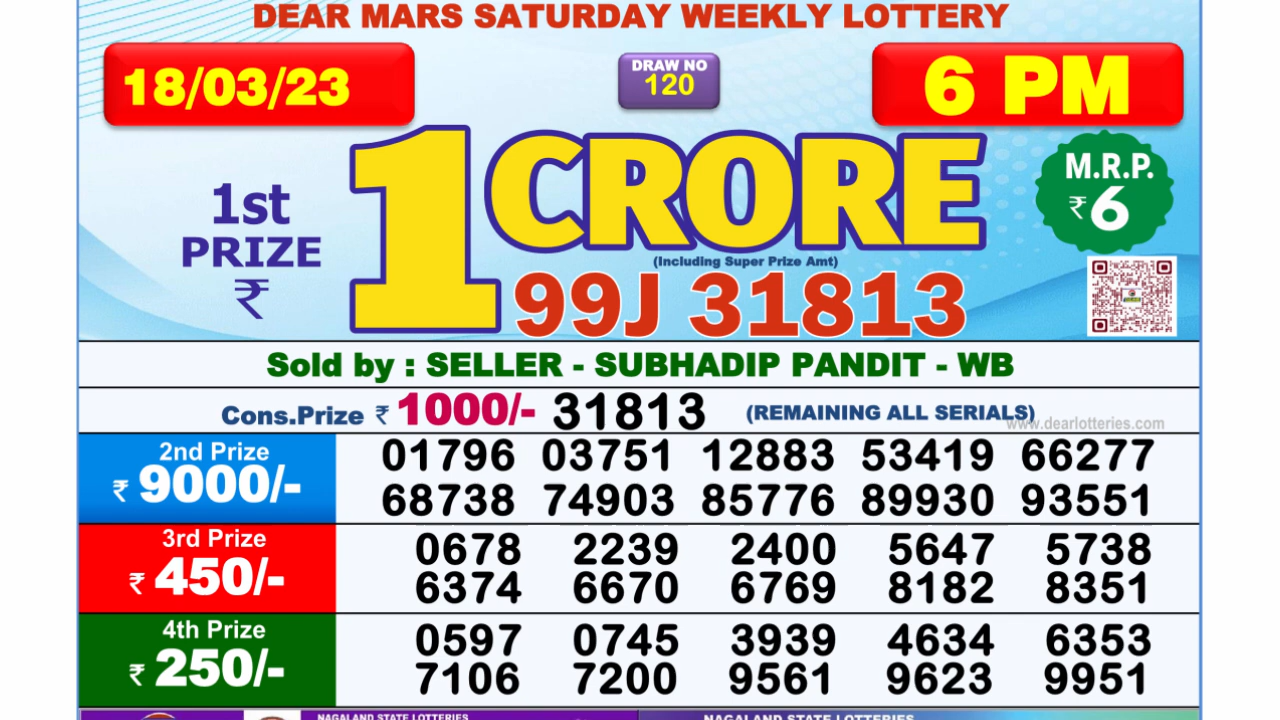 DEAR MARS SATURDAY WEEKLY LOTTERY
18/03/23
DRAW NO
120
6 PM
1st
PRIZE
₹
1 CRORE
(Including Super Prize Amt)
99J 31813
M.R.P.
₹6
Sold by : SELLER - SUBHADIP PANDIT - WB
Cons.Prize ₹ 1000/- 31813 (REMAINING ALL SERIALS)
www.dearlotteries.com
2nd Prize
₹ 9000/-
01796 03751 12883 53419 66277
68738 74903 85776 89930 93551
3rd Prize
₹ 450/-
0678 2239 2400 5647 5738
6374 6670 6769 8182 8351
4th Prize
₹ 250/-
0597 0745 3939 4634 6353
7106 7200 9561 9623 9951
NAGALAND STATE LOTTERIES NAGALAND STATE LOTTERIES